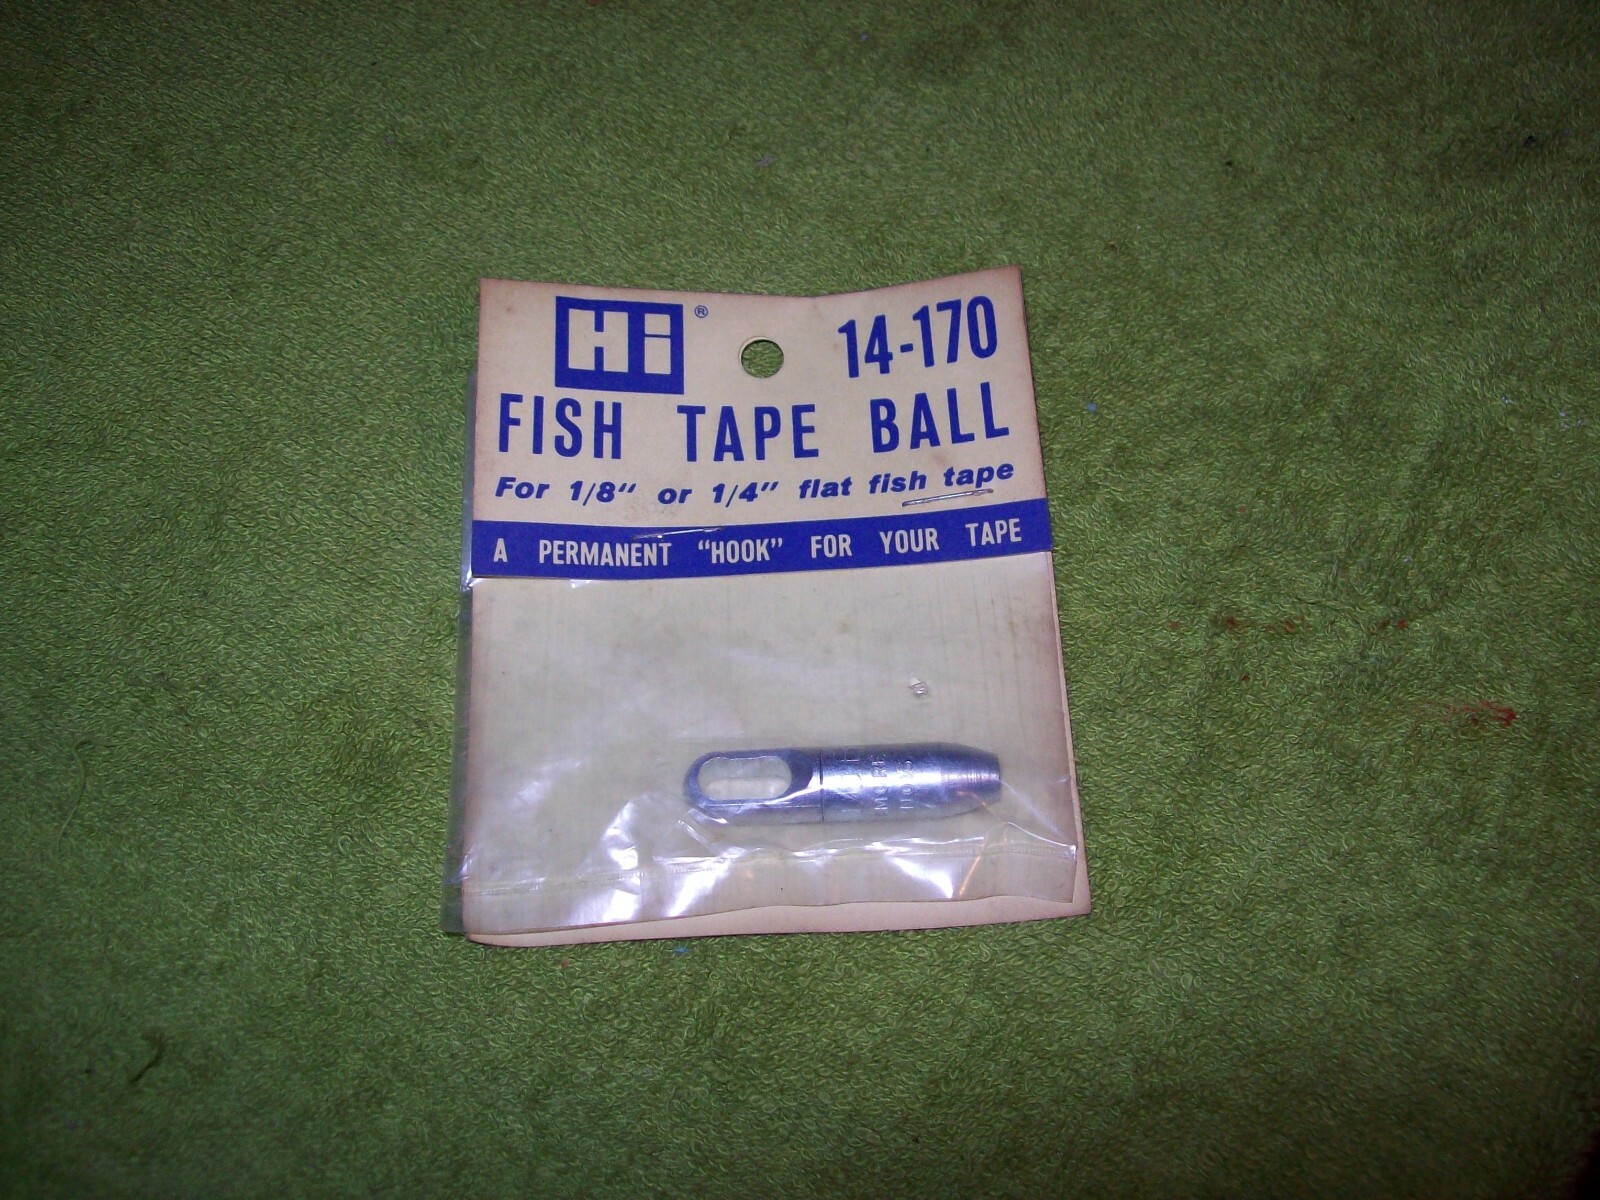 Hi ® 14-170
FISH TAPE BALL
For 1/8" or 1/4" flat fish tape
A PERMANENT “HOOK” FOR YOUR TAPE